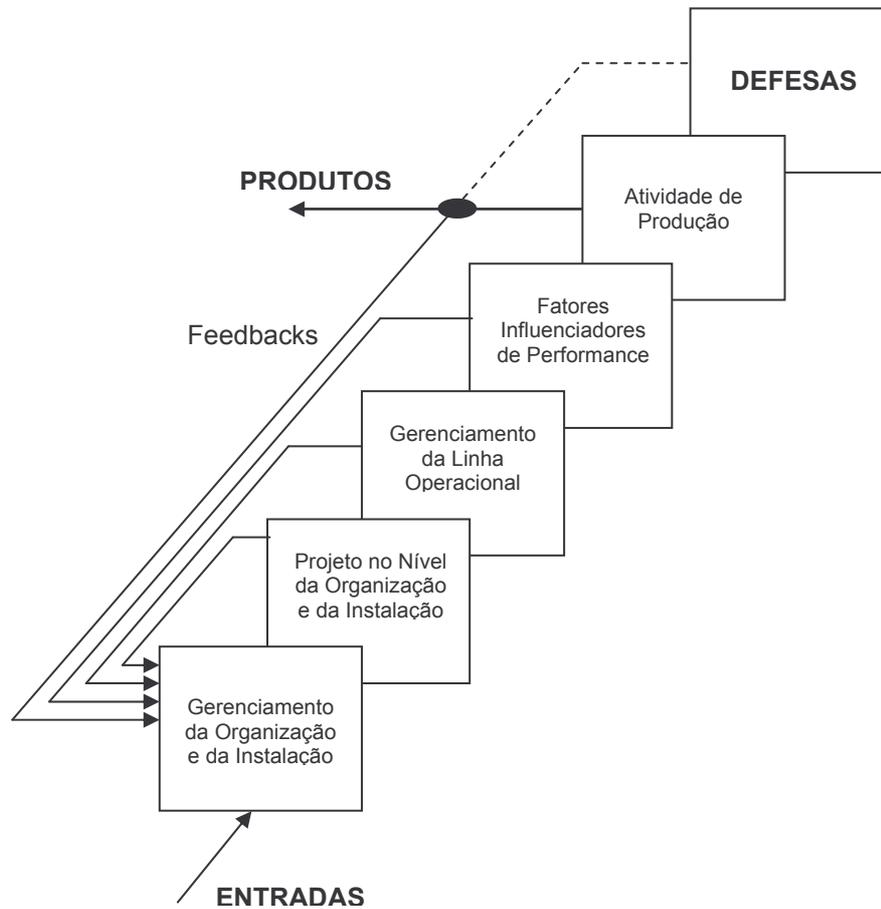 DEFESAS
PRODUTOS
Atividade de
Produção
Fatores
Influenciadores
de Performance
Feedbacks
Gerenciamento
da Linha
Operacional
Projeto no Nível
da Organização
e da Instalação
Gerenciamento
da Organização
e da Instalação
ENTRADAS